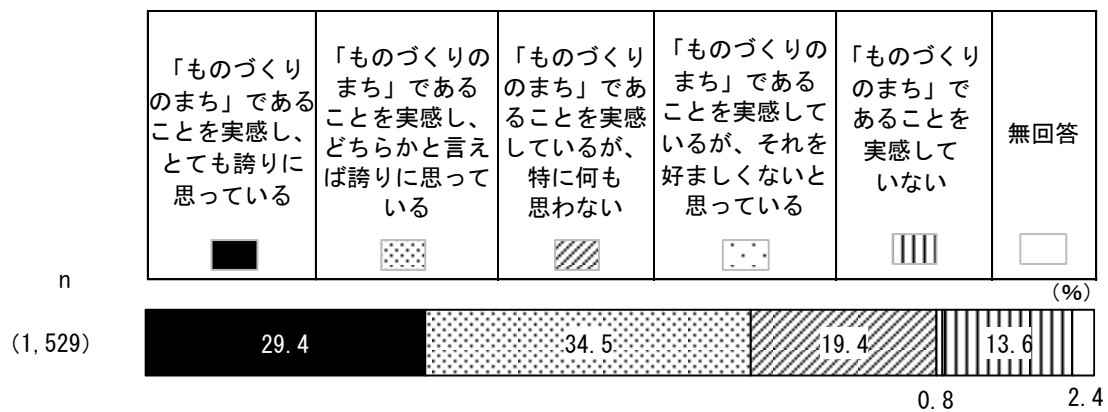 「ものづくり
のまち」である
ことを実感し、
とても誇りに
思っている
「ものづくりの
まち」である
ことを実感し、
どちらかと言え
ば誇りに思って
いる
「ものづくり
のまち」であ
ることを実感
しているが、
特に何も
思わない
「ものづくりの
まち」である
ことを実感して
いるが、それを
好ましくないと
思っている
「ものづくり
のまち」で
あることを
実感して
いない
無回答
n
(%)
(1,529)
29.4
34.5
19.4
13.6
0.8
2.4